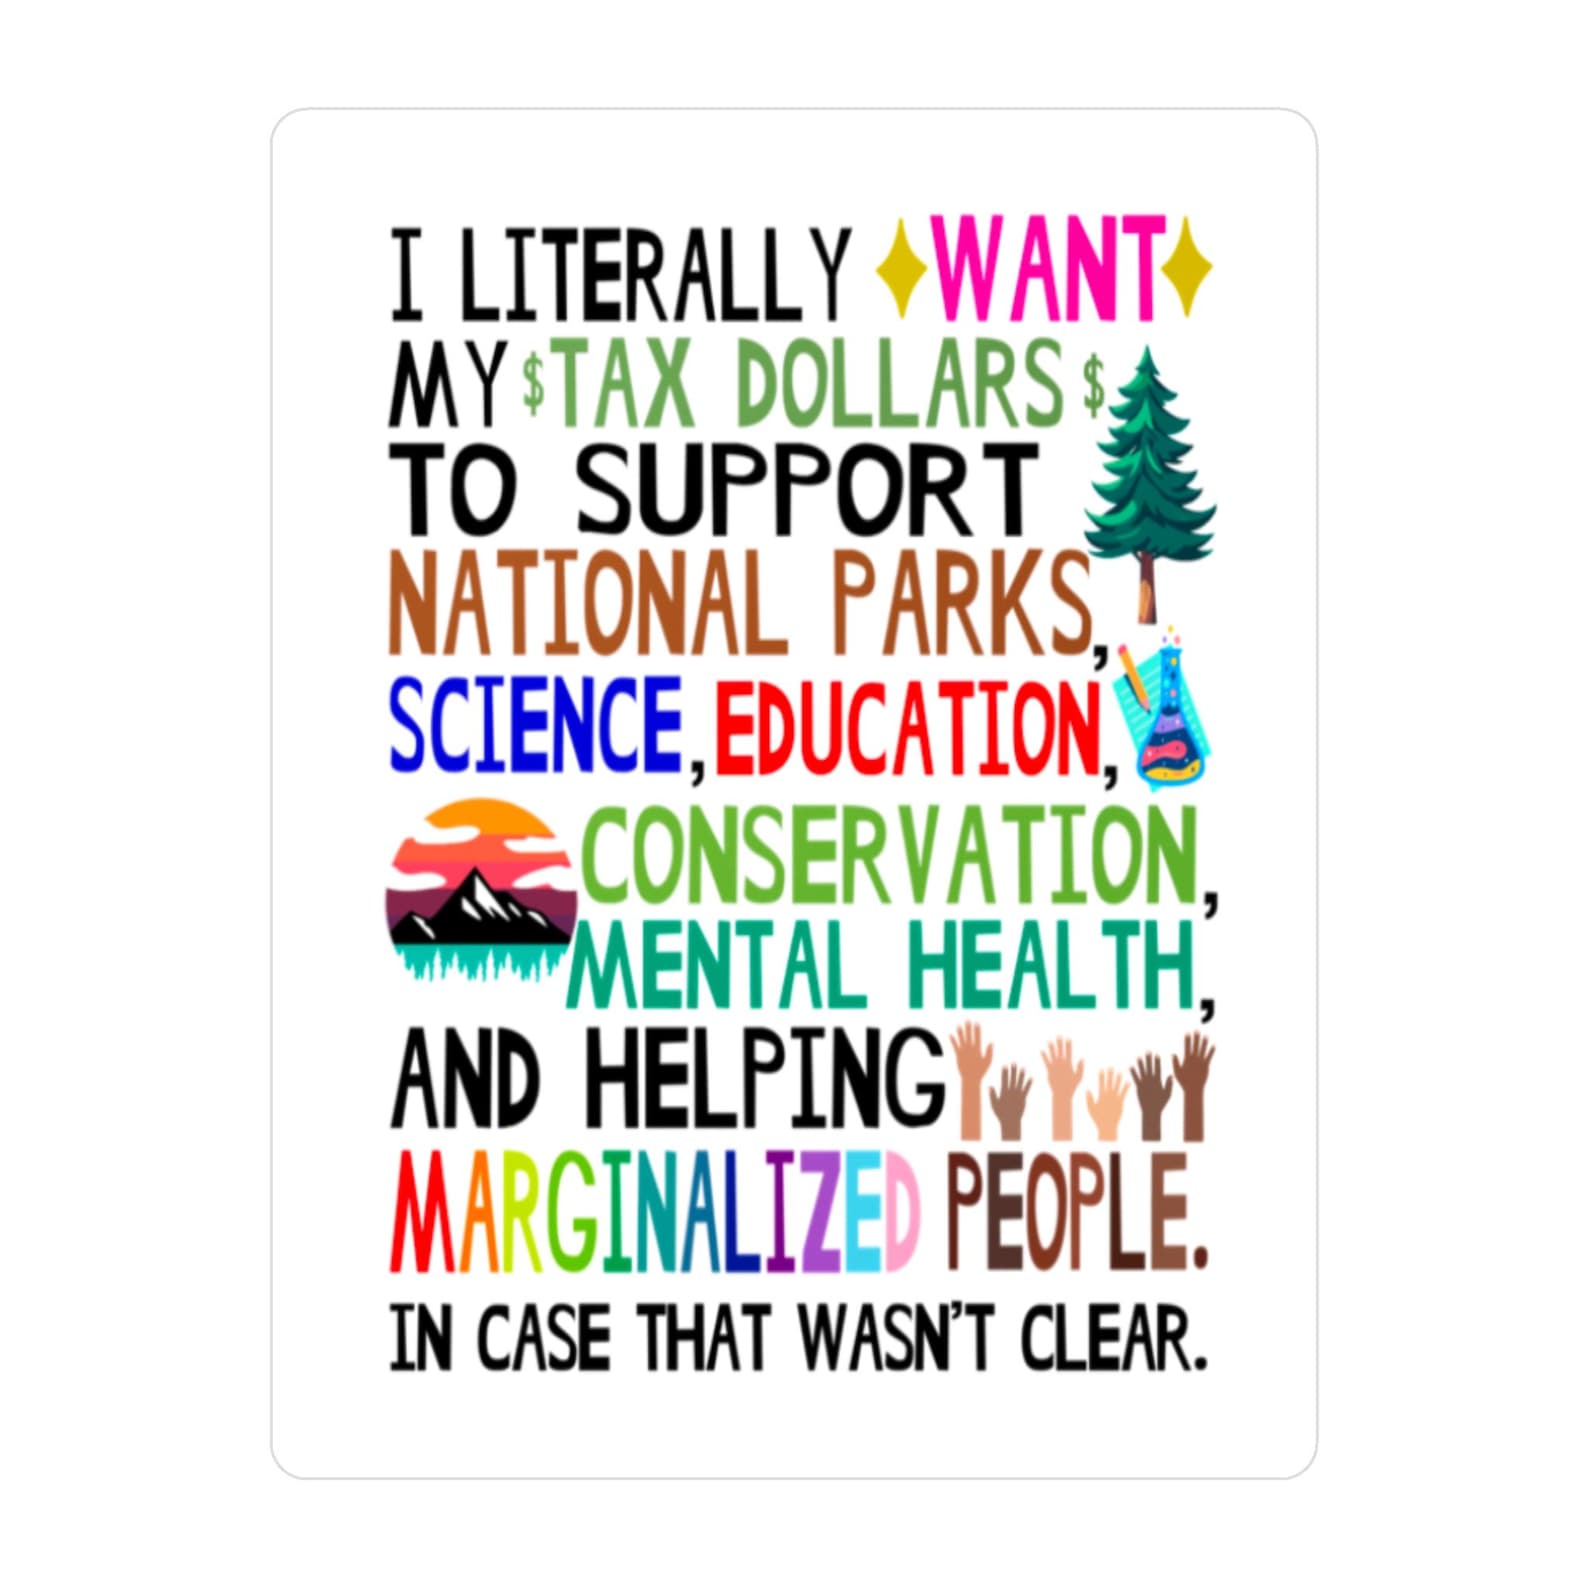 I LITERALLY WANT
MY $TAX DOLLARS $
TO SUPPORT
NATIONAL PARKS,
SCIENCE, EDUCATION,
CONSERVATION,
MENTAL HEALTH,
AND HELPING
MARGINALIZED PEOPLE.
IN CASE THAT WASN'T CLEAR.